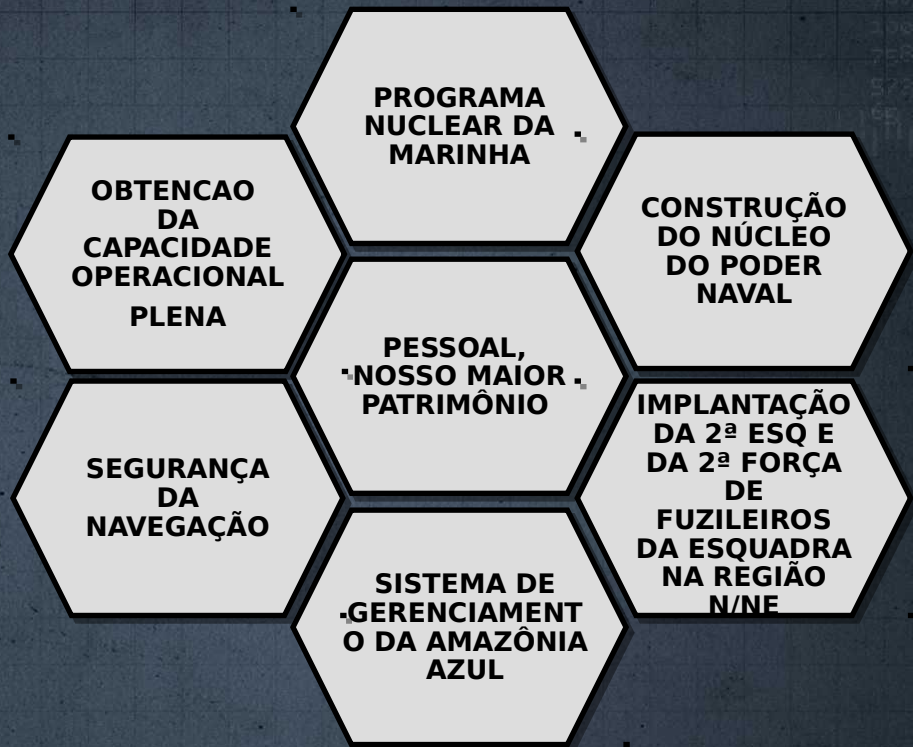 PROGRAMA
NUCLEAR DA
MARINHA
OBTENCAO
DA
CAPACIDADE
OPERACIONAL
PLENA
CONSTRUÇÃO
DO NÚCLEO
DO PODER
NAVAL
PESSOAL,
NOSSO MAIOR
PATRIMÔNIO
SEGURANÇA
DA
NAVEGAÇÃO
IMPLANTAÇÃO
DA 2ª ESQ E
DA 2ª FORÇA
DE
FUZILEIROS
DA ESQUADRA
NA REGIÃO
N/NE
SISTEMA DE
GERENCIAMENT
O DA AMAZÔNIA
AZUL